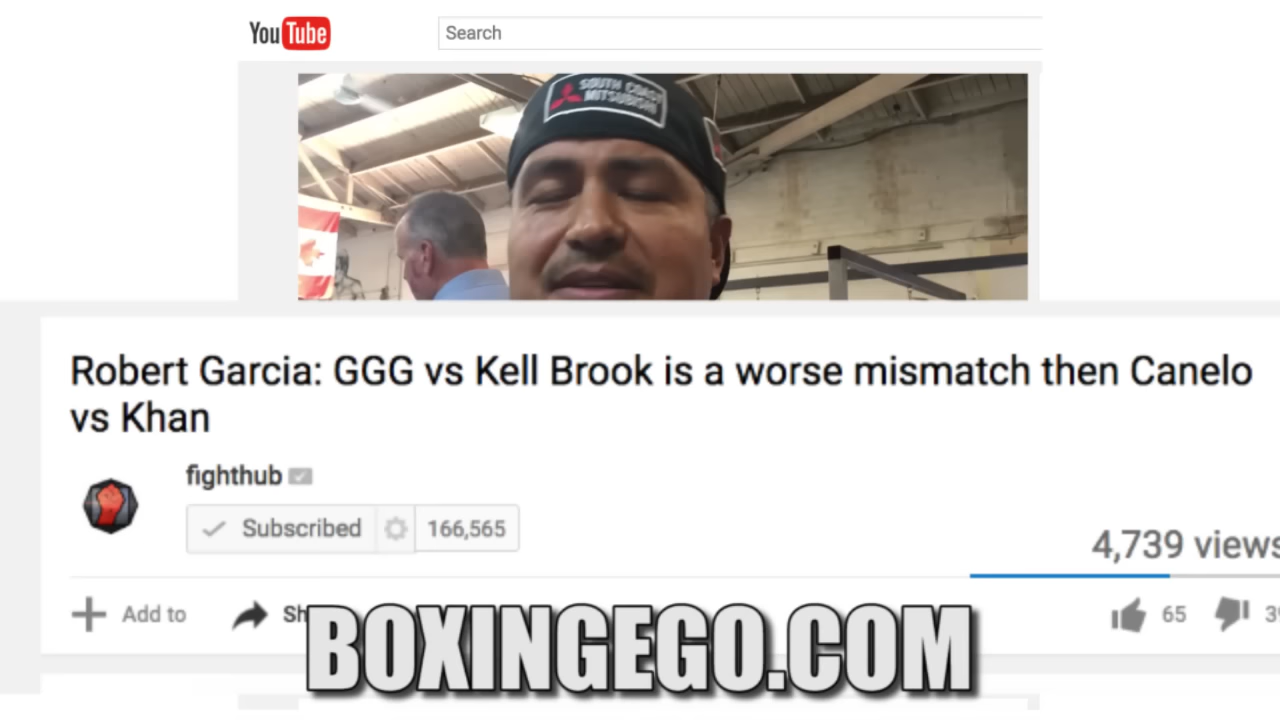 YouTube
Search
SOUTH COAST
MITSUBISHI
Robert Garcia: GGG vs Kell Brook is a worse mismatch then Canelo
vs Khan
fighthub
Subscribed 166,565
4,739 views
Add to
65
BOXINGEGO.COM